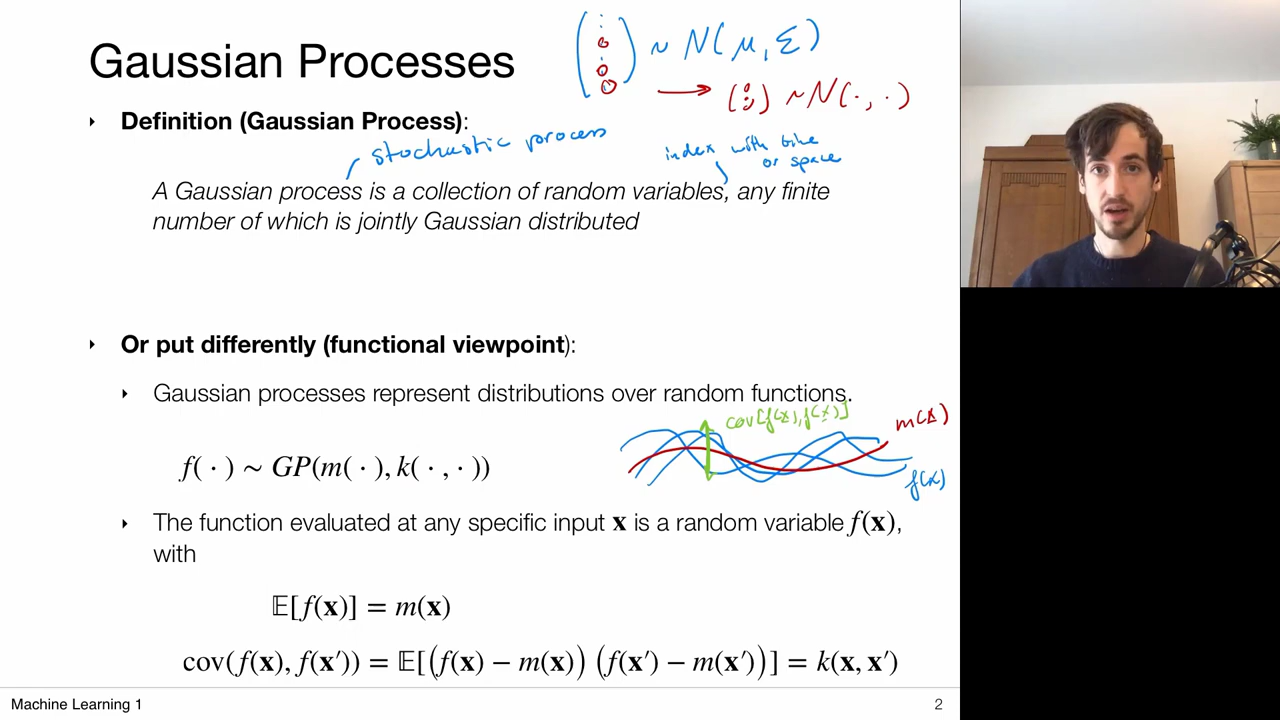 Gaussian Processes
( ⋮ ) ~ N( μ, Σ )
→ ( : ) ~ N( · , · )
‣ Definition (Gaussian Process):
stochastic process
index with time
or space
A Gaussian process is a collection of random variables, any finite
number of which is jointly Gaussian distributed
‣ Or put differently (functional viewpoint):
‣ Gaussian processes represent distributions over random functions.
cov[f(x), f(x)]
m(x)
f( · ) ∼ GP(m( · ), k( · , · ))
f(x)
‣ The function evaluated at any specific input x is a random variable f(x),
with
𝔼[f(x)] = m(x)
cov(f(x), f(x′)) = 𝔼[(f(x) − m(x)) (f(x′) − m(x′))] = k(x, x′)
Machine Learning 1
2